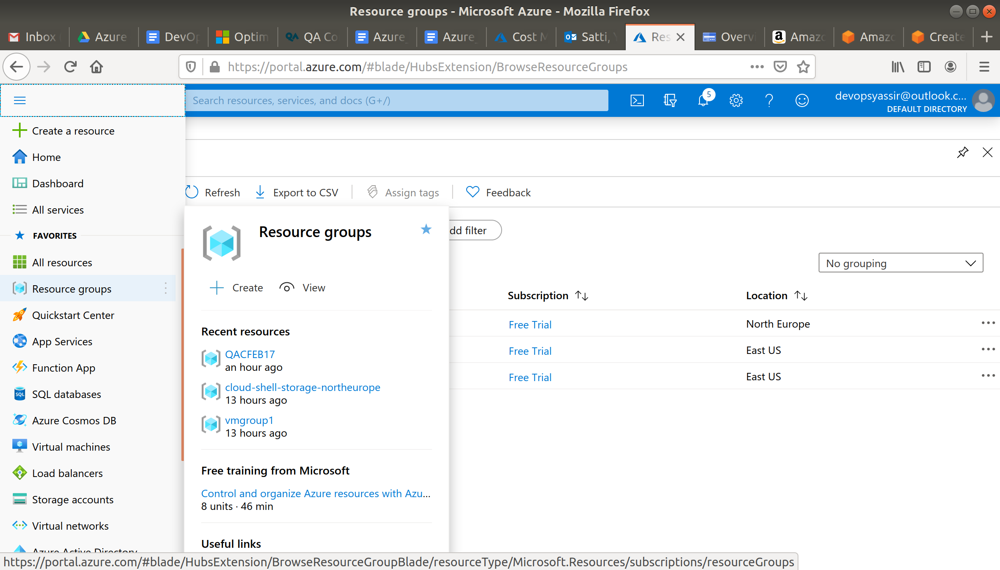 Resource groups - Microsoft Azure - Mozilla Firefox
Inbox
Azure
DevOp
Optim
QA Co
Azure_
Azure_
Cost M
Satti, Y
Res
Overvi
Amazo
Amazo
Create
https://portal.azure.com/#blade/HubsExtension/BrowseResourceGroups
Search resources, services, and docs (G+/)
5
devopsyassir@outlook.c...
DEFAULT DIRECTORY
Create a resource
Home
Dashboard
All services
FAVORITES
All resources
Resource groups
Quickstart Center
App Services
Function App
SQL databases
Azure Cosmos DB
Virtual machines
Load balancers
Storage accounts
Virtual networks
Azure Active Directory
Refresh
Export to CSV
Assign tags
Feedback
Resource groups
Create
View
Recent resources
QACFEB17
an hour ago
cloud-shell-storage-northeurope
13 hours ago
vmgroup1
13 hours ago
Free training from Microsoft
Control and organize Azure resources with Azu...
8 units · 46 min
Useful links
dd filter
No grouping
Subscription
Location
Free Trial
North Europe
Free Trial
East US
Free Trial
East US
https://portal.azure.com/#blade/HubsExtension/BrowseResourceGroupBlade/resourceType/Microsoft.Resources/subscriptions/resourceGroups